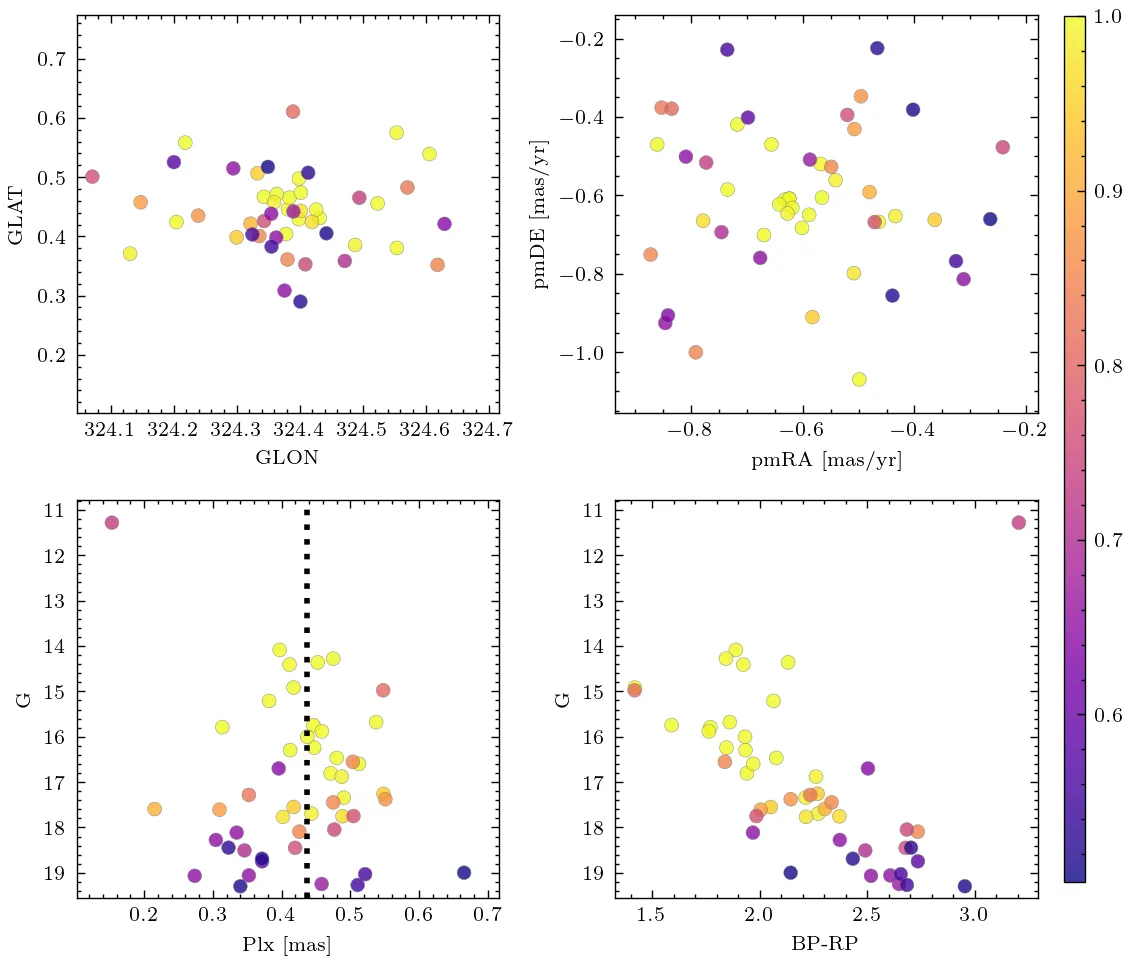 0.7
0.6
0.5
0.4
0.3
0.2
GLAT
324.1 324.2 324.3 324.4 324.5 324.6 324.7
GLON
−0.2
−0.4
−0.6
−0.8
−1.0
pmDE [mas/yr]
−0.8 −0.6 −0.4 −0.2
pmRA [mas/yr]
1.0
0.9
0.8
0.7
0.6
11
12
13
14
15
16
17
18
19
G
0.2 0.3 0.4 0.5 0.6 0.7
Plx [mas]
11
12
13
14
15
16
17
18
19
G
1.5 2.0 2.5 3.0
BP-RP